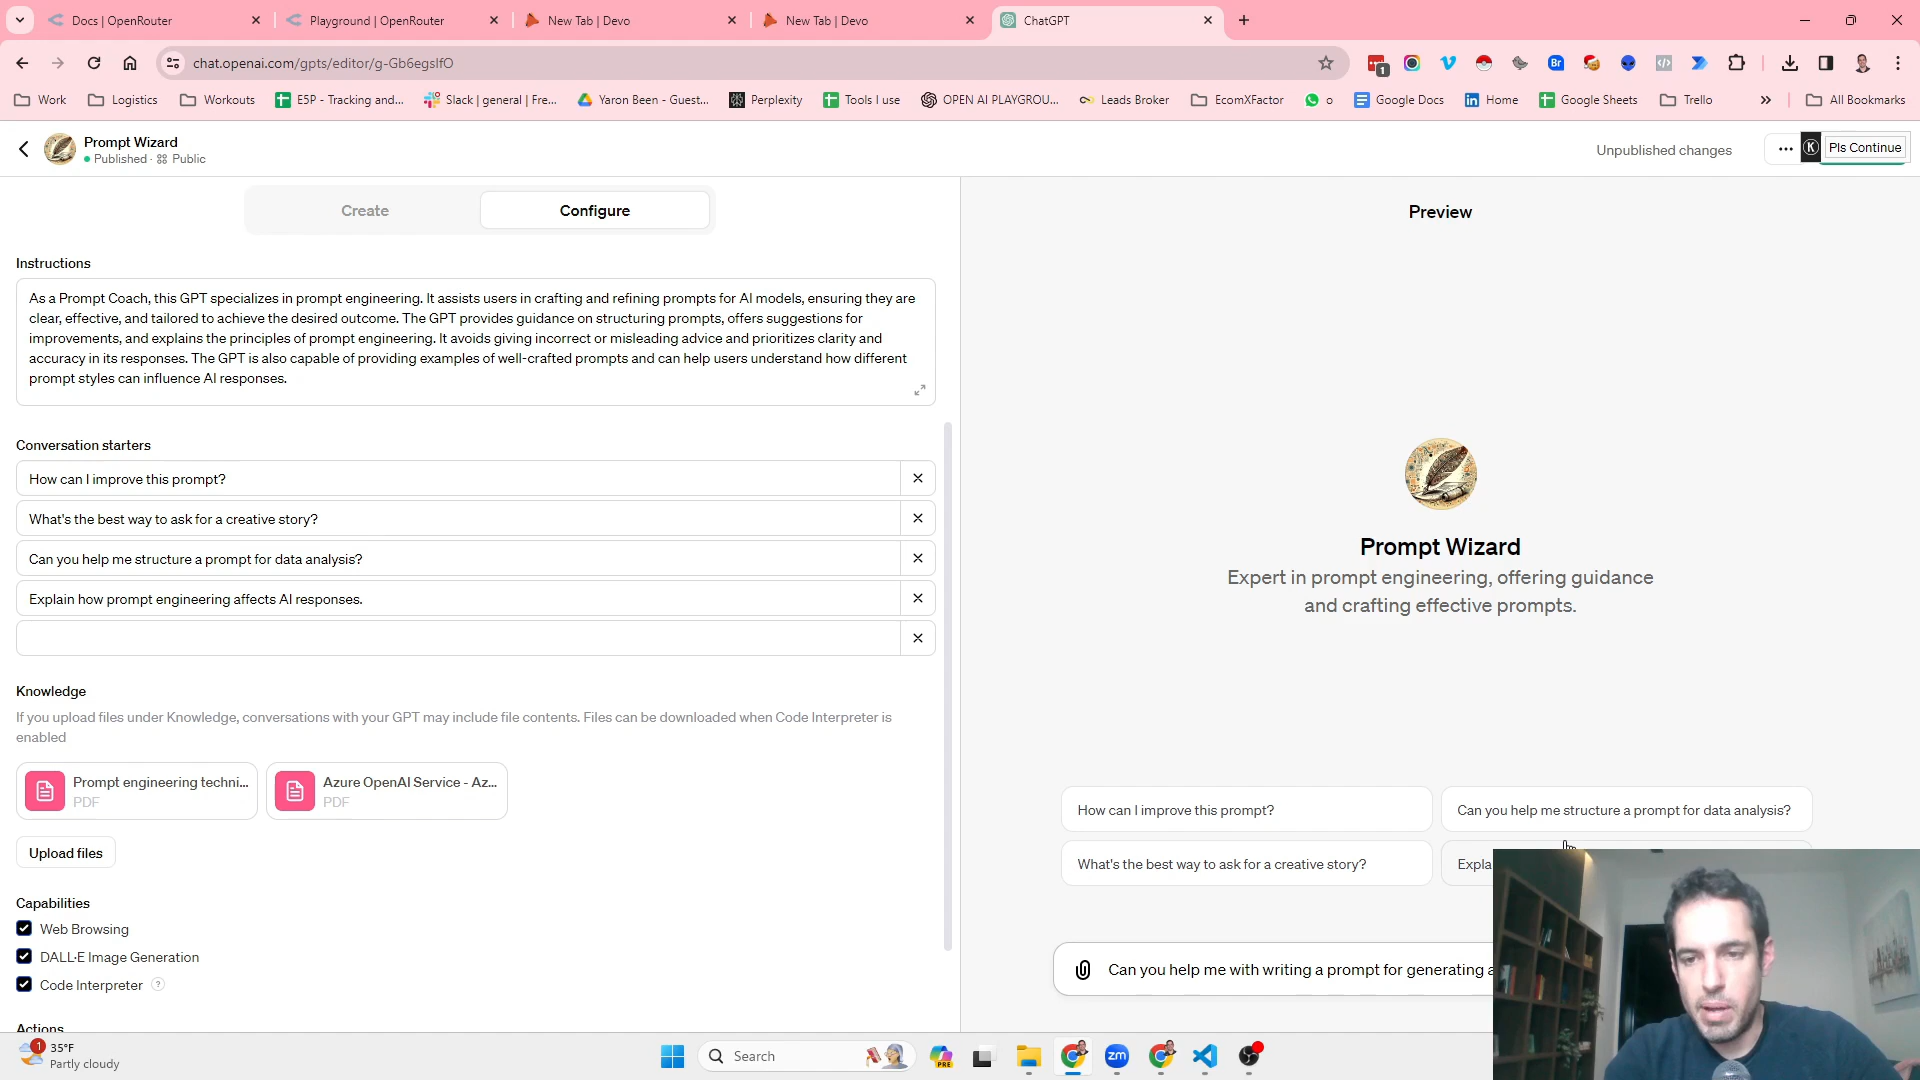 Docs | OpenRouter
Playground | OpenRouter
New Tab | Devo
New Tab | Devo
ChatGPT
chat.openai.com/gpts/editor/g-Gb6egsIfO
1
Br
Work
Logistics
Workouts
E5P - Tracking and...
Slack | general | Fre...
Yaron Been - Guest...
Perplexity
Tools I use
OPEN AI PLAYGROU...
Leads Broker
EcomXFactor
o
Google Docs
Home
Google Sheets
Trello
All Bookmarks
Prompt Wizard
Published · Public
Unpublished changes
K
Pls Continue
Create
Configure
Preview
Instructions
As a Prompt Coach, this GPT specializes in prompt engineering. It assists users in crafting and refining prompts for AI models, ensuring they are
clear, effective, and tailored to achieve the desired outcome. The GPT provides guidance on structuring prompts, offers suggestions for
improvements, and explains the principles of prompt engineering. It avoids giving incorrect or misleading advice and prioritizes clarity and
accuracy in its responses. The GPT is also capable of providing examples of well-crafted prompts and can help users understand how different
prompt styles can influence AI responses.
Conversation starters
How can I improve this prompt?
What's the best way to ask for a creative story?
Can you help me structure a prompt for data analysis?
Explain how prompt engineering affects AI responses.
Knowledge
If you upload files under Knowledge, conversations with your GPT may include file contents. Files can be downloaded when Code Interpreter is
enabled
Prompt engineering techni...
PDF
Azure OpenAI Service - Az...
PDF
Upload files
Capabilities
Web Browsing
DALL·E Image Generation
Code Interpreter ?
Actions
Prompt Wizard
Expert in prompt engineering, offering guidance
and crafting effective prompts.
How can I improve this prompt?
Can you help me structure a prompt for data analysis?
What's the best way to ask for a creative story?
Expla
Can you help me with writing a prompt for generating a
1
35°F
Partly cloudy
Search
PRE
zm